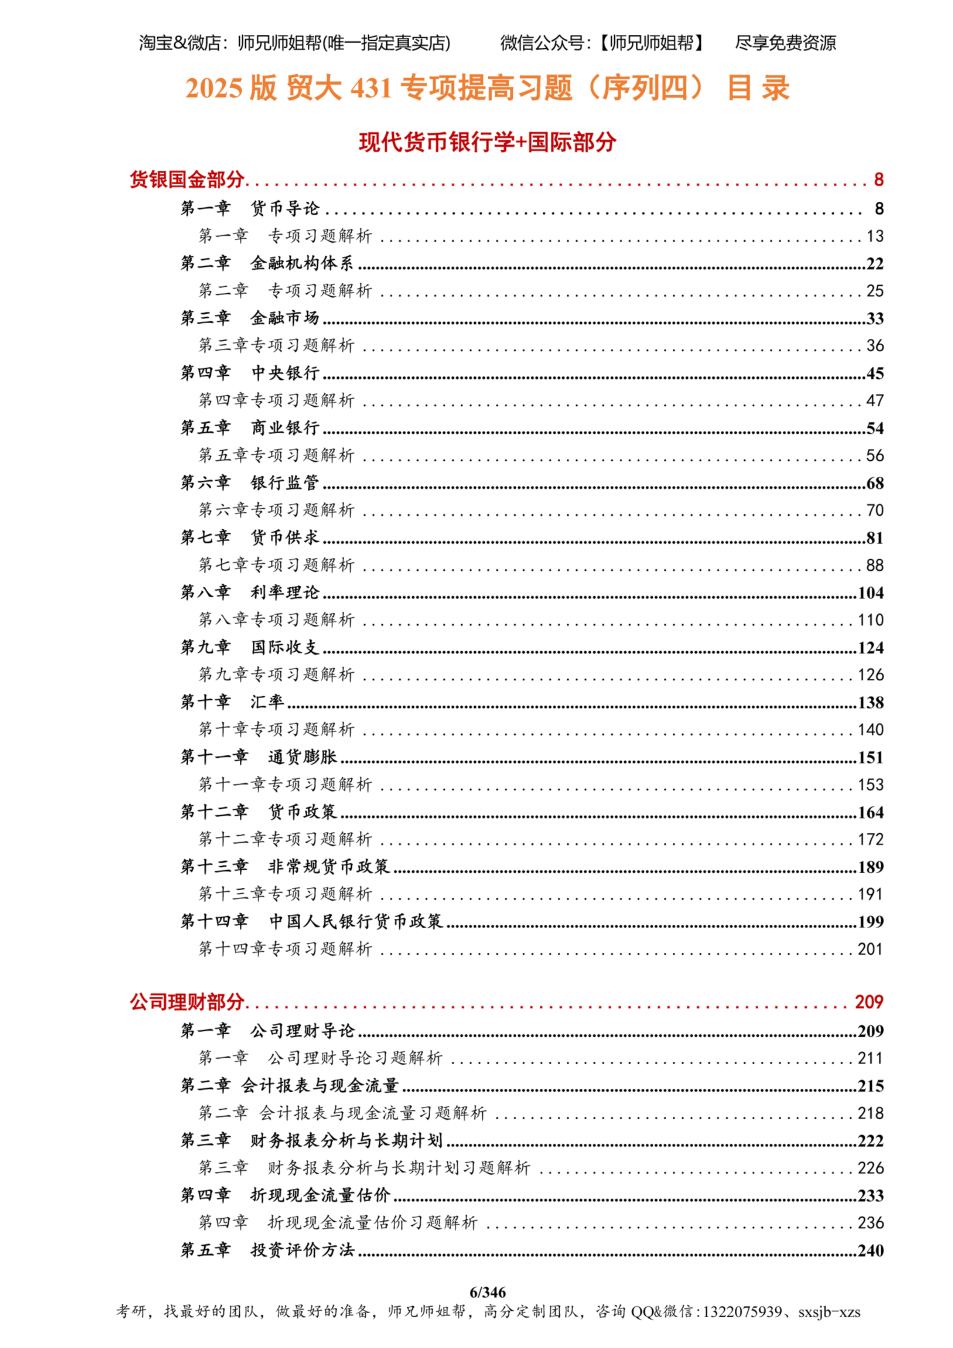 淘宝&微店：师兄师姐帮(唯一指定真实店) 微信公众号：【师兄师姐帮】 尽享免费资源
2025版 贸大 431 专项提高习题（序列四） 目 录
现代货币银行学+国际部分
货银国金部分 8
第一章 货币导论 8
第一章 专项习题解析 13
第二章 金融机构体系 22
第二章 专项习题解析 25
第三章 金融市场 33
第三章专项习题解析 36
第四章 中央银行 45
第四章专项习题解析 47
第五章 商业银行 54
第五章专项习题解析 56
第六章 银行监管 68
第六章专项习题解析 70
第七章 货币供求 81
第七章专项习题解析 88
第八章 利率理论 104
第八章专项习题解析 110
第九章 国际收支 124
第九章专项习题解析 126
第十章 汇率 138
第十章专项习题解析 140
第十一章 通货膨胀 151
第十一章专项习题解析 153
第十二章 货币政策 164
第十二章专项习题解析 172
第十三章 非常规货币政策 189
第十三章专项习题解析 191
第十四章 中国人民银行货币政策 199
第十四章专项习题解析 201
公司理财部分 209
第一章 公司理财导论 209
第一章 公司理财导论习题解析 211
第二章 会计报表与现金流量 215
第二章 会计报表与现金流量习题解析 218
第三章 财务报表分析与长期计划 222
第三章 财务报表分析与长期计划习题解析 226
第四章 折现现金流量估价 233
第四章 折现现金流量估价习题解析 236
第五章 投资评价方法 240
6/346
考研，找最好的团队，做最好的准备，师兄师姐帮，高分定制团队，咨询 QQ&微信:1322075939、sxsjb-xzs